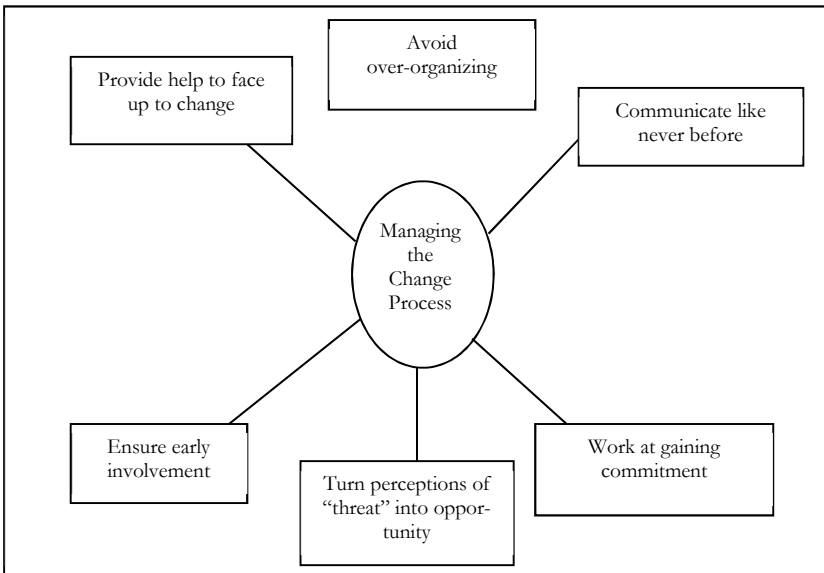 Avoid
over-organizing
Provide help to face
up to change
Communicate like
never before
Managing
the
Change
Process
Ensure early
involvement
Turn perceptions of
“threat” into oppor-
tunity
Work at gaining
commitment